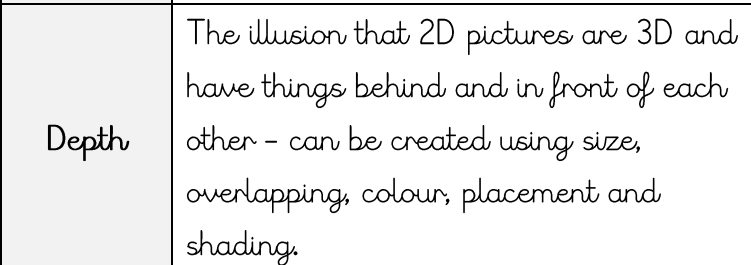 Depth
The illusion that 2D pictures are 3D and
have things behind and in front of each
other – can be created using size,
overlapping, colour, placement and
shading.